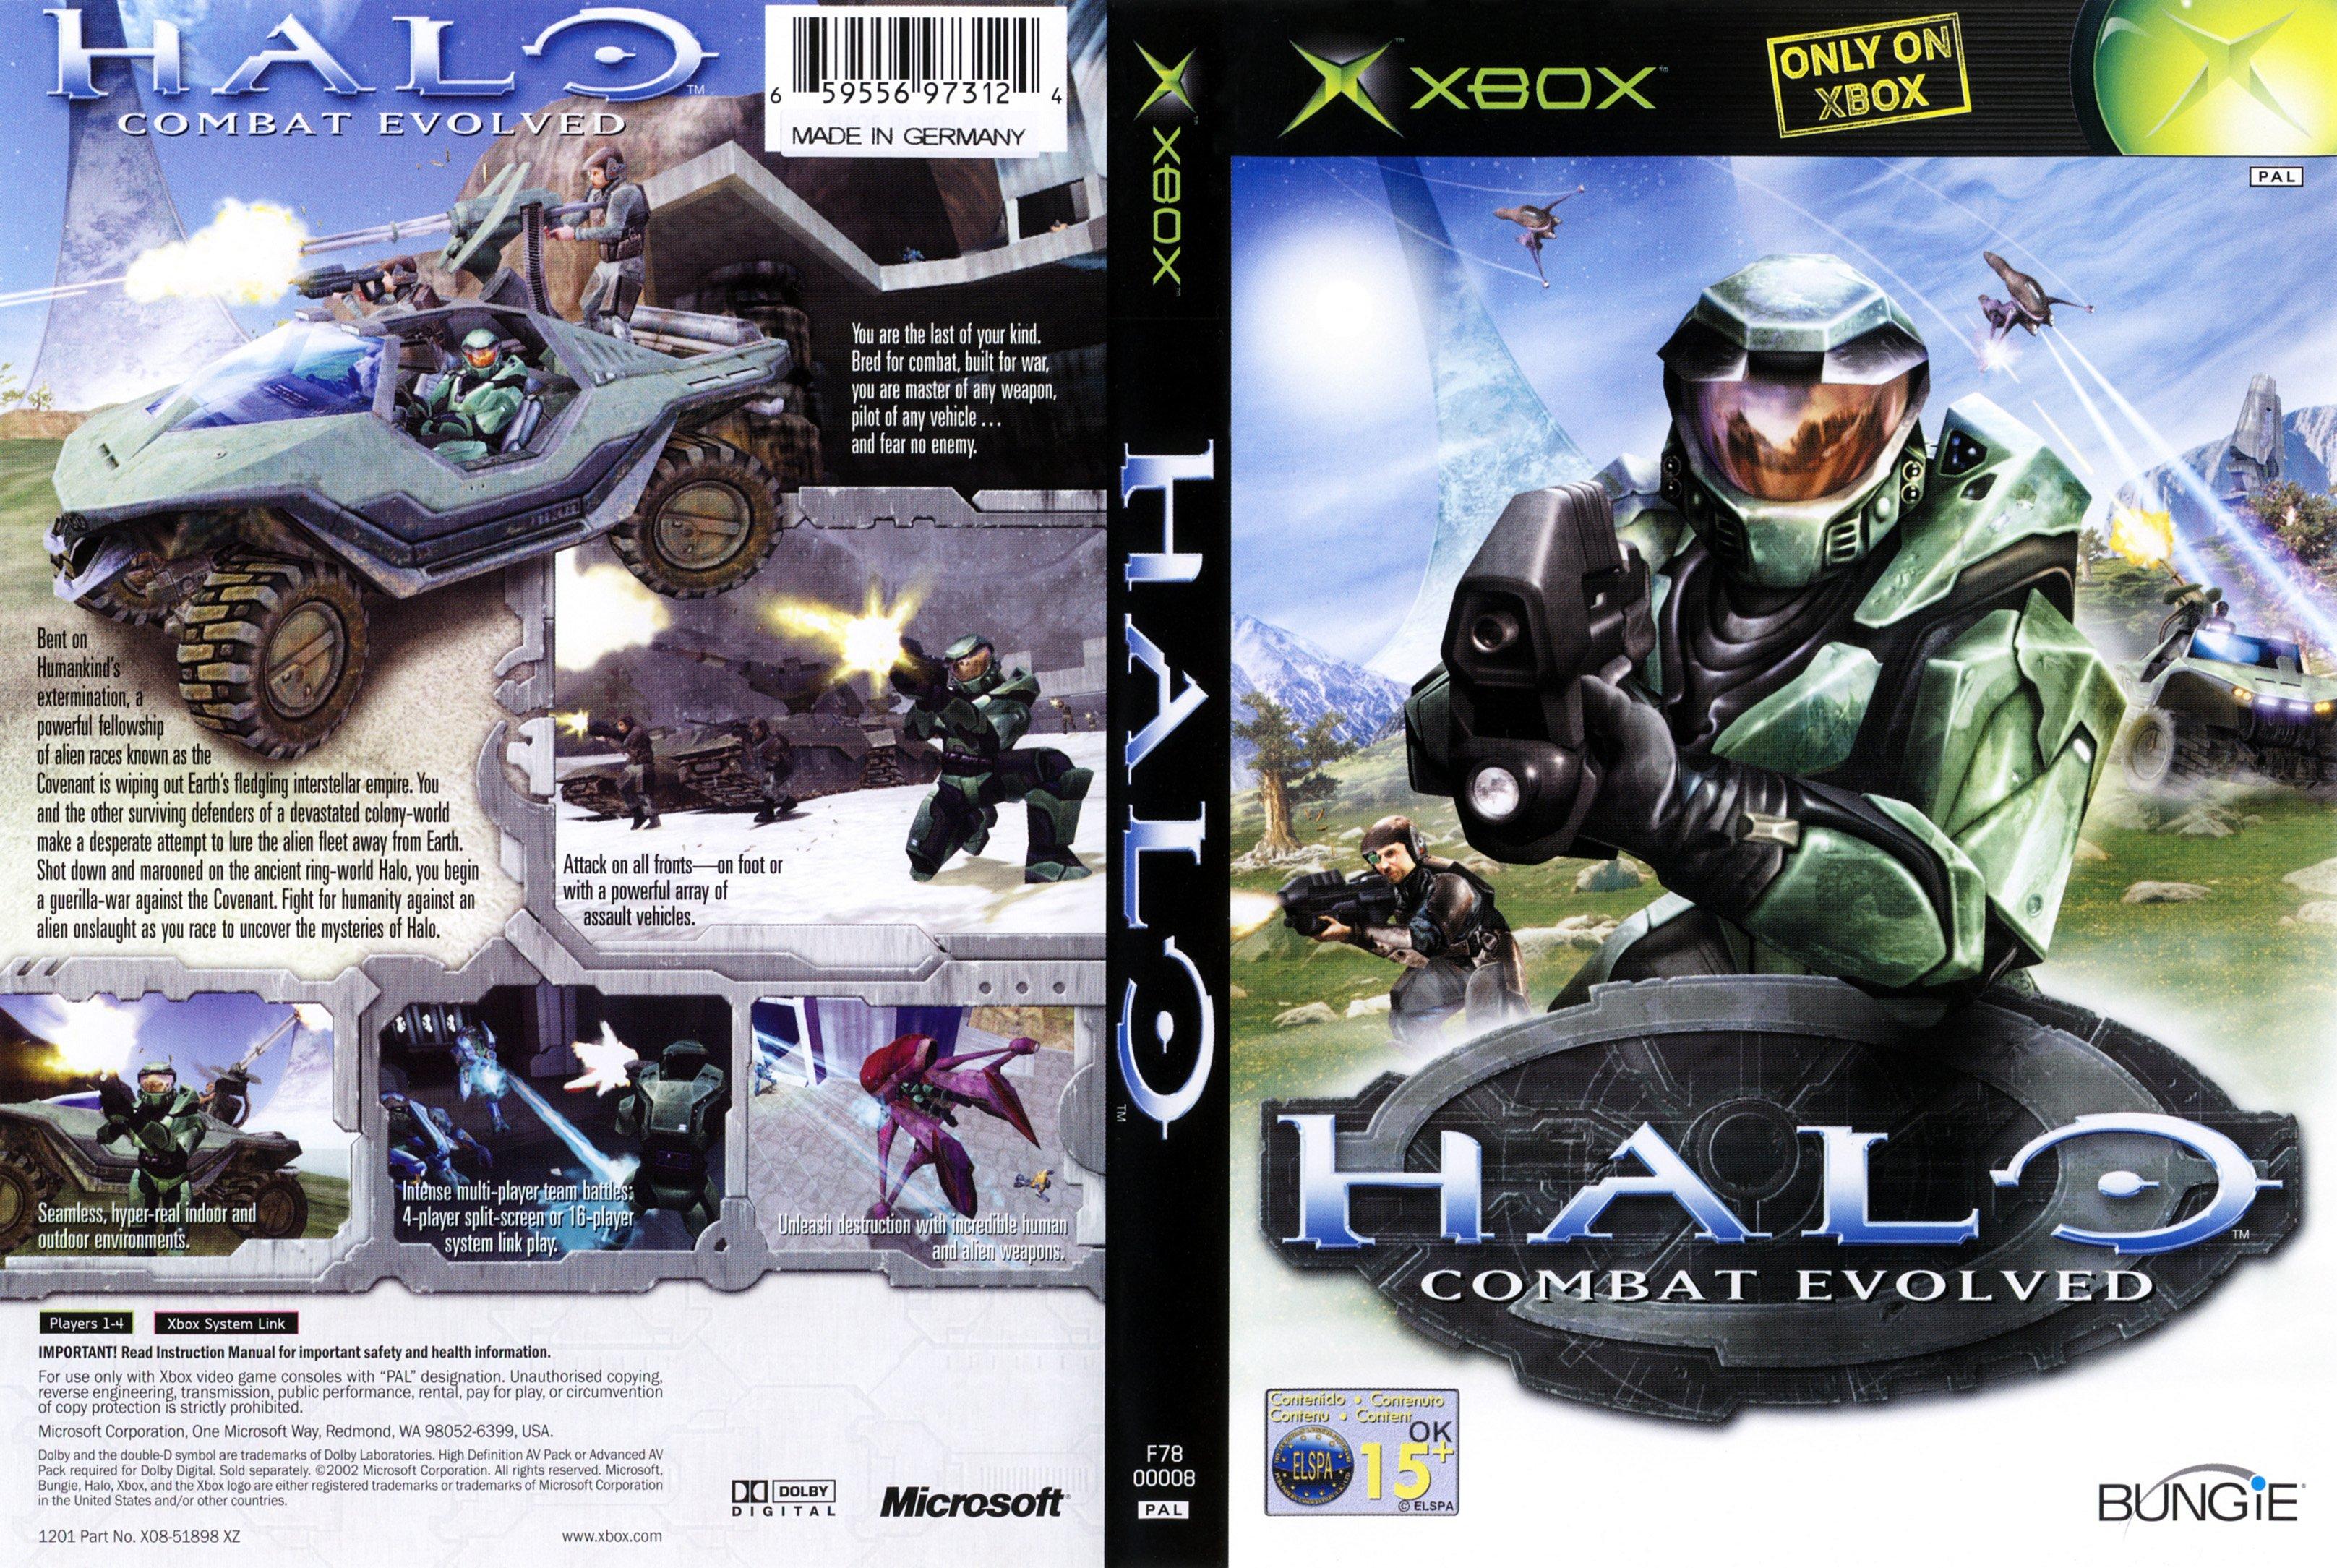 HALO™
COMBAT EVOLVED
6 59556 97312 4
MADE IN GERMANY
You are the last of your kind.
Bred for combat, built for war,
you are master of any weapon,
pilot of any vehicle . . .
and fear no enemy.
Bent on
Humankind's
extermination, a
powerful fellowship
of alien races known as the
Covenant is wiping out Earth's fledgling interstellar empire. You
and the other surviving defenders of a devastated colony-world
make a desperate attempt to lure the alien fleet away from Earth.
Shot down and marooned on the ancient ring-world Halo, you begin
a guerilla-war against the Covenant. Fight for humanity against an
alien onslaught as you race to uncover the mysteries of Halo.
Attack on all fronts—on foot or
with a powerful array of
assault vehicles.
Seamless, hyper-real indoor and
outdoor environments.
Intense multi-player team battles:
4-player split-screen or 16-player
system link play.
Unleash destruction with incredible human
and alien weapons.
Players 1-4
Xbox System Link
IMPORTANT! Read Instruction Manual for important safety and health information.
For use only with Xbox video game consoles with “PAL” designation. Unauthorised copying,
reverse engineering, transmission, public performance, rental, pay for play, or circumvention
of copy protection is strictly prohibited.
Microsoft Corporation, One Microsoft Way, Redmond, WA 98052-6399, USA.
Dolby and the double-D symbol are trademarks of Dolby Laboratories. High Definition AV Pack or Advanced AV
Pack required for Dolby Digital. Sold separately. ©2002 Microsoft Corporation. All rights reserved. Microsoft,
Bungie, Halo, Xbox, and the Xbox logo are either registered trademarks or trademarks of Microsoft Corporation
in the United States and/or other countries.
1201 Part No. X08-51898 XZ
www.xbox.com
DOLBY
DIGITAL
Microsoft®
XBOX™
HALO™
F78
00008
PAL
XBOX™
ONLY ON
XBOX
PAL
HALO™
COMBAT EVOLVED
Contenido • Contenuto
Contenu • Content
OK
ELSPA
15+
© ELSPA
BUNGiE®